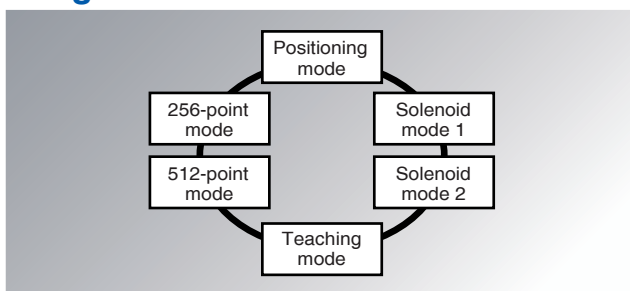 Positioning
mode
256-point
mode
Solenoid
mode 1
512-point
mode
Solenoid
mode 2
Teaching
mode